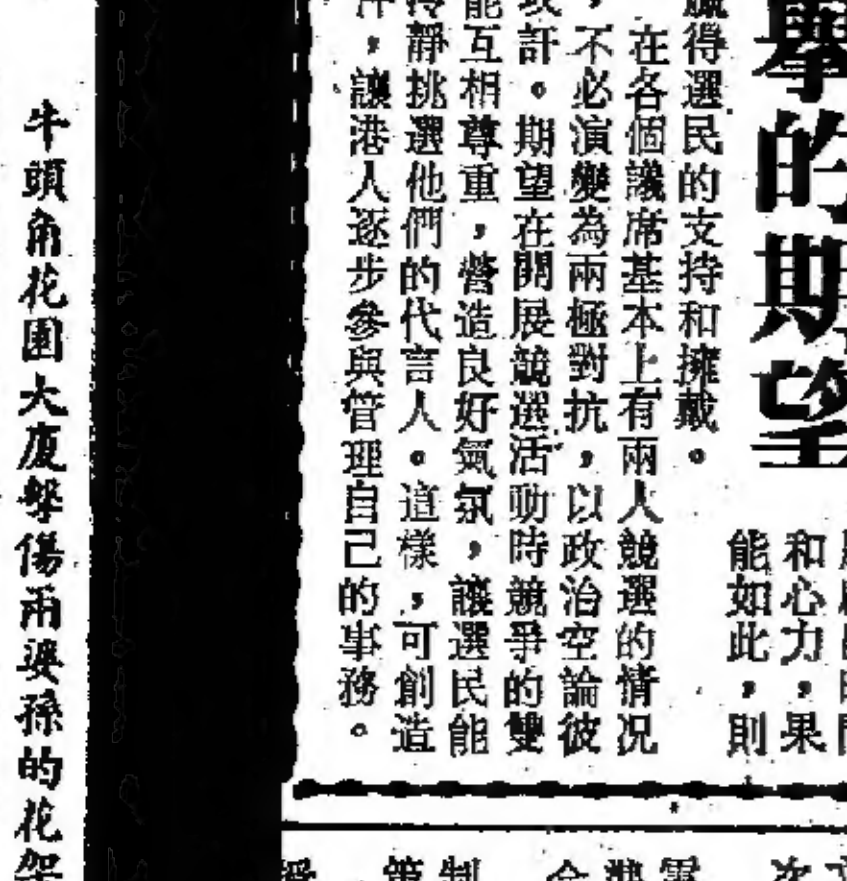 擧的期望
和心力，果
能如此，則
贏得選民的支持和擁戴。
在各個議席基本上有兩人競選的情況
，不必演變為兩極對抗，以政治空論彼
攻訐。期望在開展競選活動時競爭的雙
能互相尊重，營造良好氣氛，讓選民能
冷靜挑選他們的代言人。這樣，可創造
，讓港人逐步參與管理自己的事務。
牛頭角花園大廈擊傷兩婆孫的花架